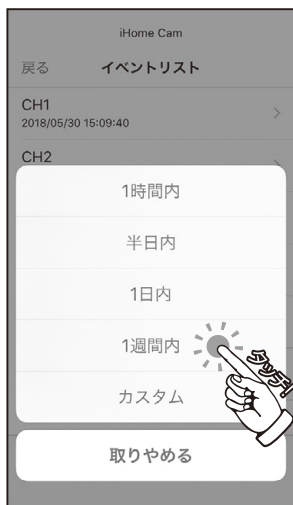 iHome Cam
戻る
イベントリスト
CH1
2018/05/30 15:09:40
CH2
1時間内
半日内
1日内
1週間内
タッチ!
カスタム
取りやめる